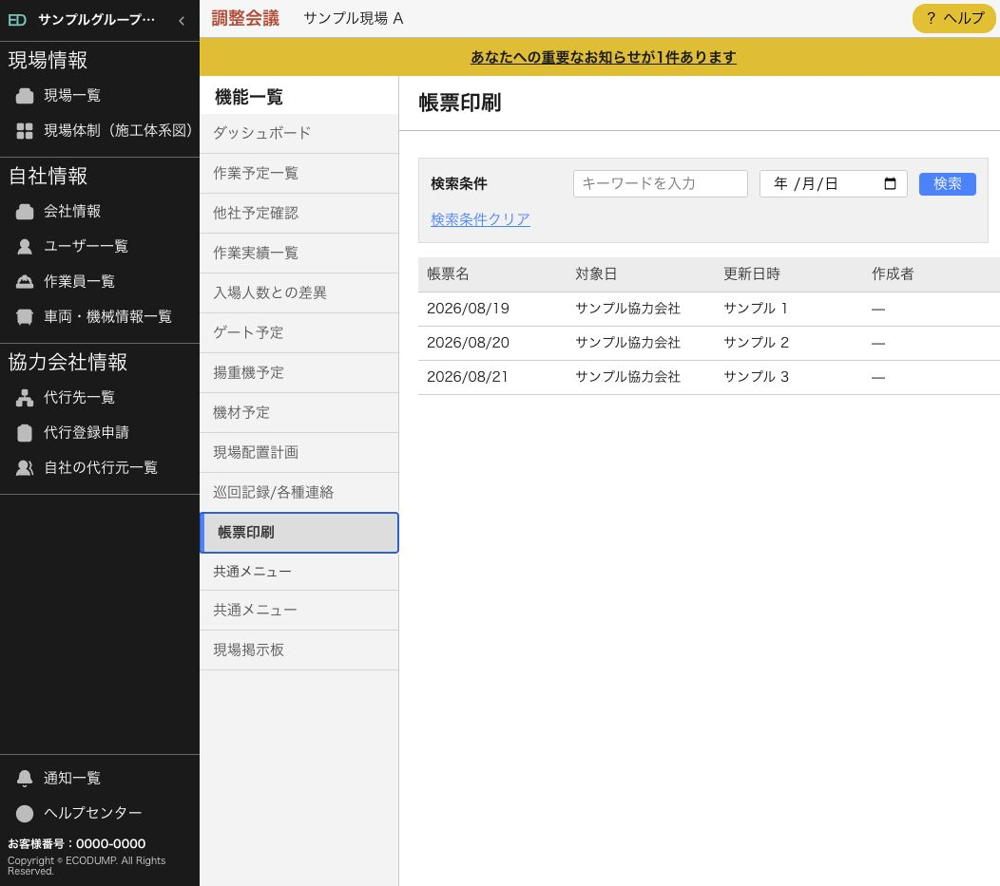 ED サンプルグループ…
現場情報
現場一覧
現場体制（施工体系図）
自社情報
会社情報
ユーザー一覧
作業員一覧
車両・機械情報一覧
協力会社情報
代行先一覧
代行登録申請
自社の代行元一覧
通知一覧
ヘルプセンター
お客様番号：0000-0000
Copyright © ECODUMP. All Rights
Reserved.
調整会議 サンプル現場 A
? ヘルプ
あなたへの重要なお知らせが1件あります
機能一覧
ダッシュボード
作業予定一覧
他社予定確認
作業実績一覧
入場人数との差異
ゲート予定
揚重機予定
機材予定
現場配置計画
巡回記録/各種連絡
帳票印刷
共通メニュー
共通メニュー
現場掲示板
帳票印刷
検索条件 キーワードを入力 年 /月/日 検索
検索条件クリア
帳票名 対象日 更新日時 作成者
2026/08/19 サンプル協力会社 サンプル 1 —
2026/08/20 サンプル協力会社 サンプル 2 —
2026/08/21 サンプル協力会社 サンプル 3 —